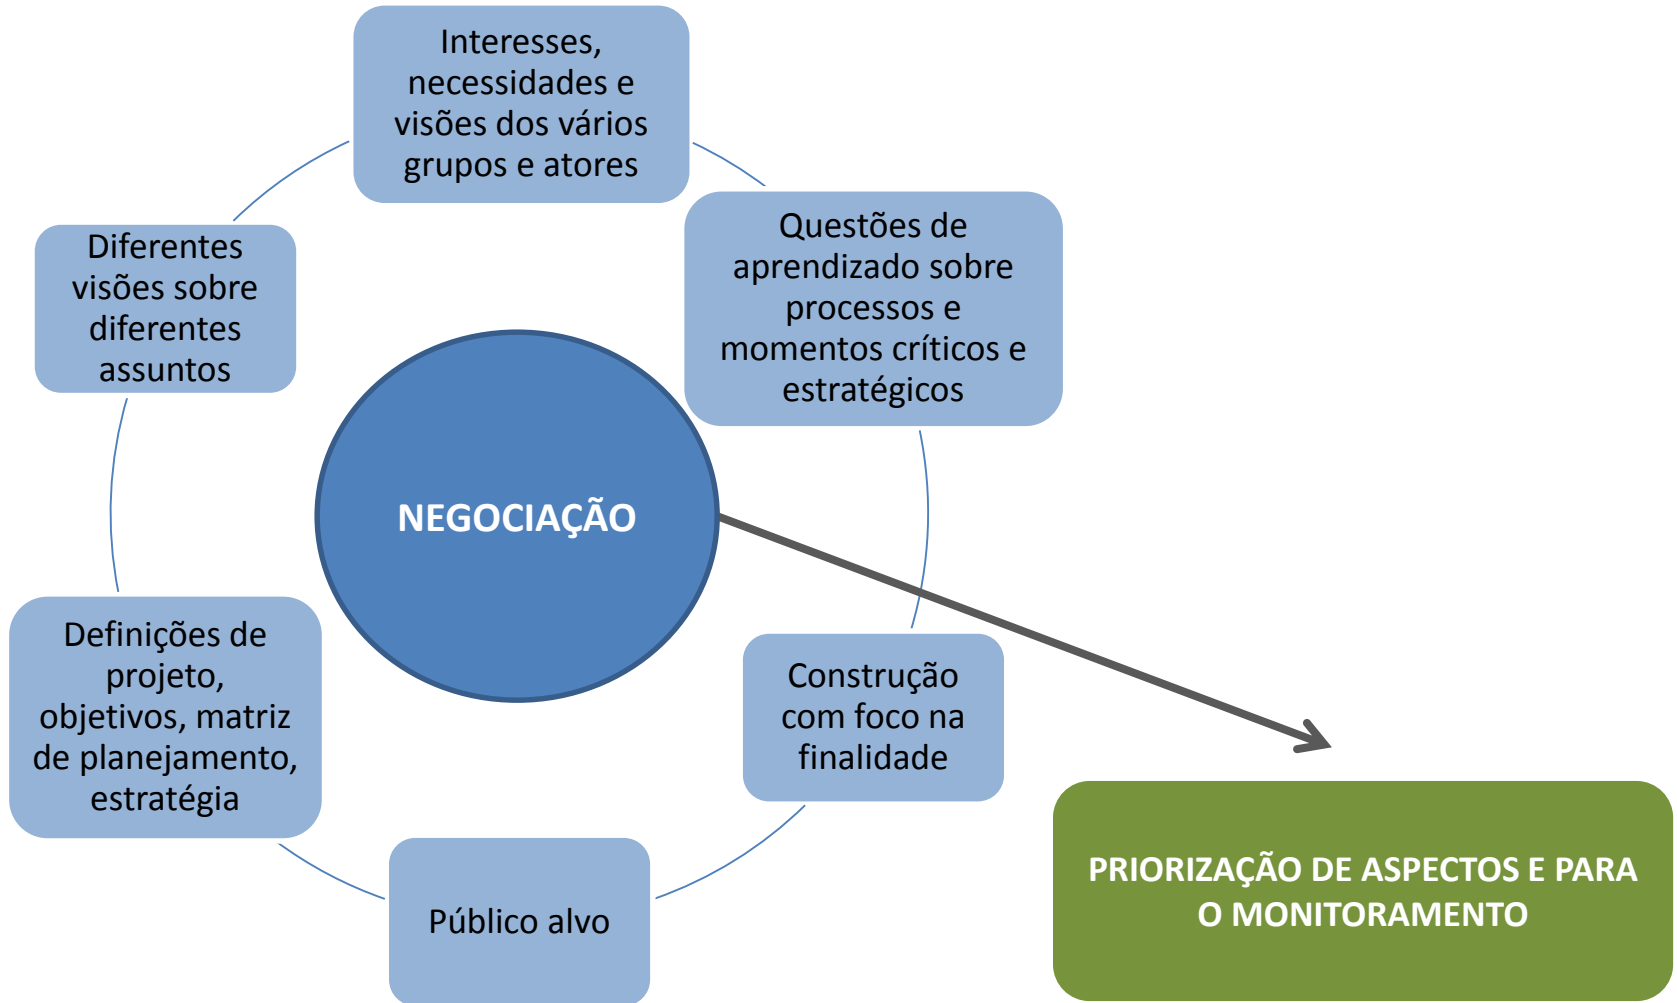 Interesses,
necessidades e
visões dos vários
grupos e atores
Questões de
aprendizado sobre
processos e
momentos críticos e
estratégicos
Diferentes
visões sobre
diferentes
assuntos
NEGOCIAÇÃO
Definições de
projeto,
objetivos, matriz
de planejamento,
estratégia
Construção
com foco na
finalidade
Público alvo
PRIORIZAÇÃO DE ASPECTOS E PARA
O MONITORAMENTO